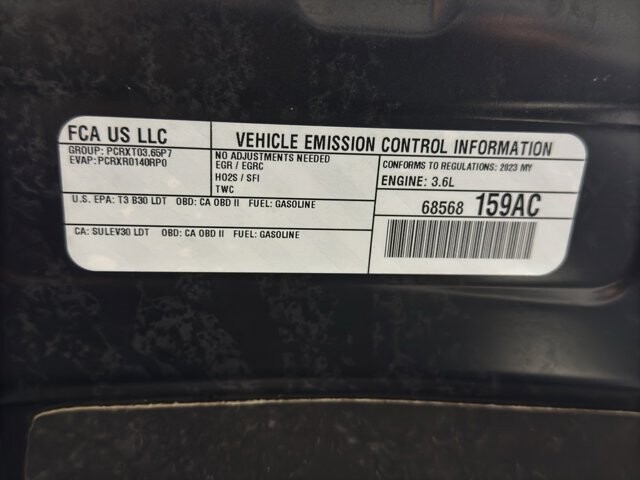 FCA US LLC
VEHICLE EMISSION CONTROL INFORMATION
GROUP: PCRXT03.65P7
EVAP: PCRXR0140RP0
NO ADJUSTMENTS NEEDED
EGR / EGRC
HO2S / SFI
TWC
CONFORMS TO REGULATIONS: 2023 MY
ENGINE: 3.6L
U.S. EPA: T3 B30 LDT OBD: CA OBD II FUEL: GASOLINE
CA: SULEV30 LDT OBD: CA OBD II FUEL: GASOLINE
68568 159AC